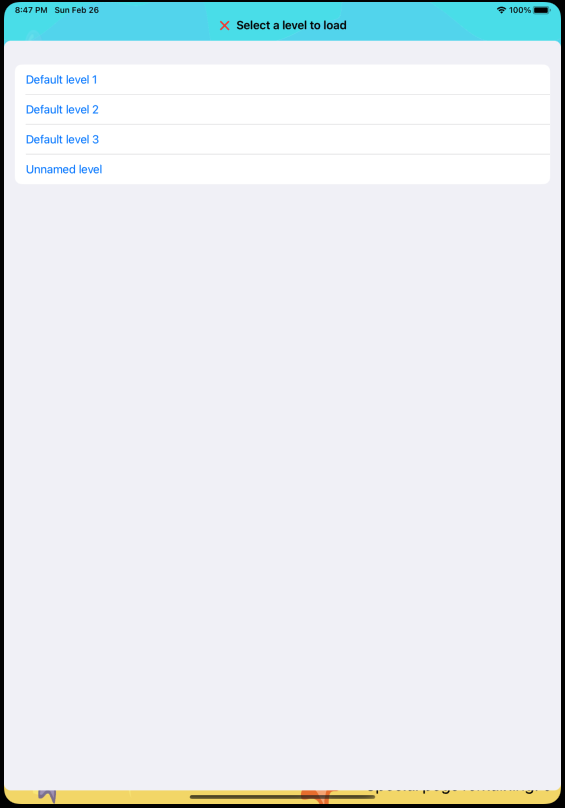 8:47 PM Sun Feb 26 100%
Select a level to load
Default level 1
Default level 2
Default level 3
Unnamed level